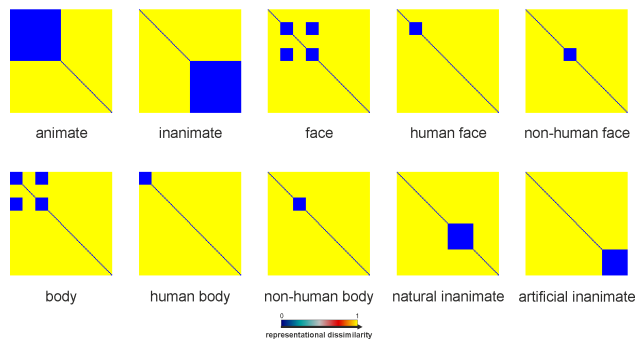 animate
inanimate
face
human face
non-human face
body
human body
non-human body
natural inanimate
artificial inanimate
0 1
representational dissimilarity